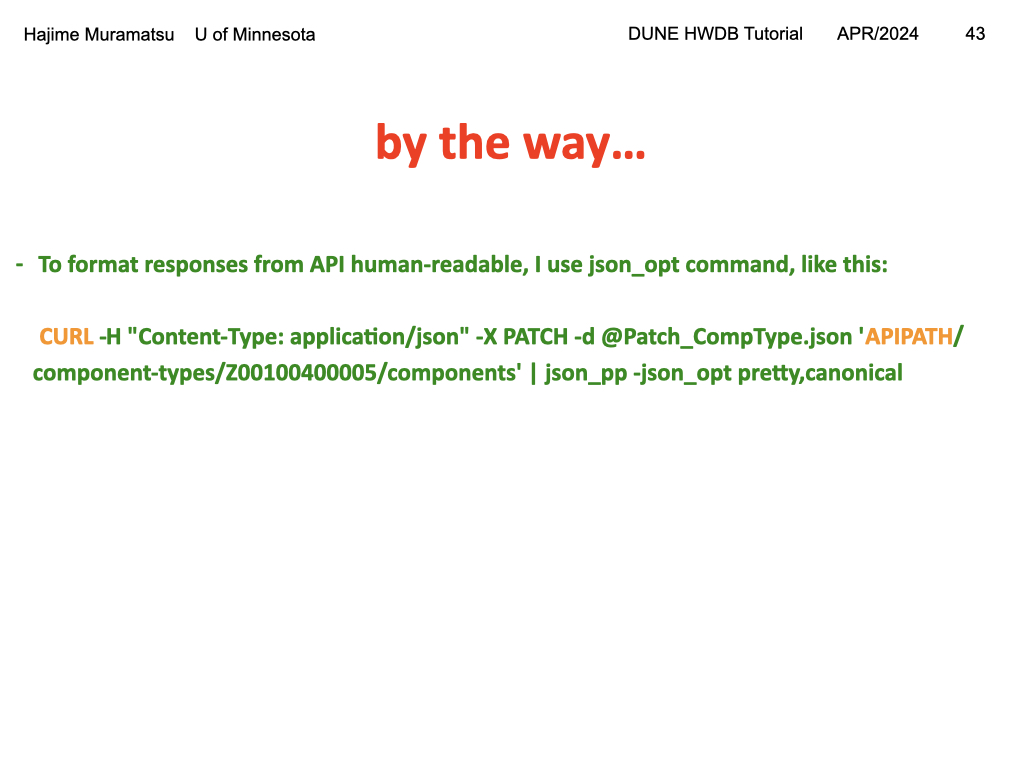 Hajime Muramatsu U of Minnesota DUNE HWDB Tutorial APR/2024 43
by the way...
- To format responses from API human-readable, I use json_opt command, like this:
CURL -H "Content-Type: application/json" -X PATCH -d @Patch_CompType.json 'APIPATH/
component-types/Z00100400005/components' | json_pp -json_opt pretty,canonical